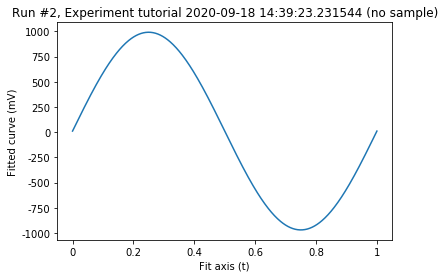 Run #2, Experiment tutorial 2020-09-18 14:39:23.231544 (no sample)
1000
750
500
250
0
-250
-500
-750
-1000
Fitted curve (mV)
0 0.2 0.4 0.6 0.8 1
Fit axis (t)